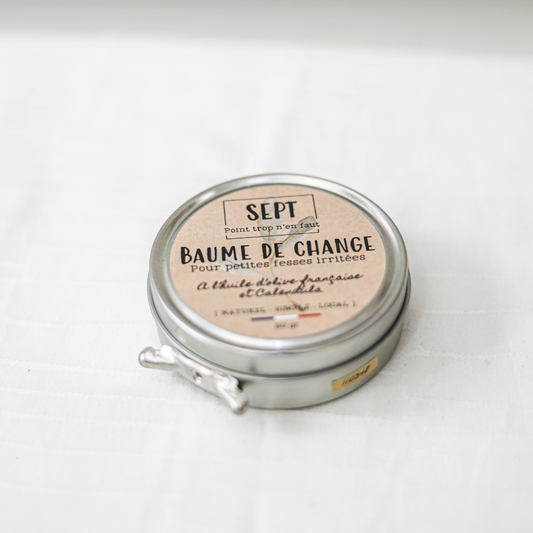 SEPT
Point trop n'en faut
BAUME DE CHANGE
Pour petites fesses irritées
A l'huile d'olive française
et Calendula
[ NATUREL - SIMPLE - LOCAL ]